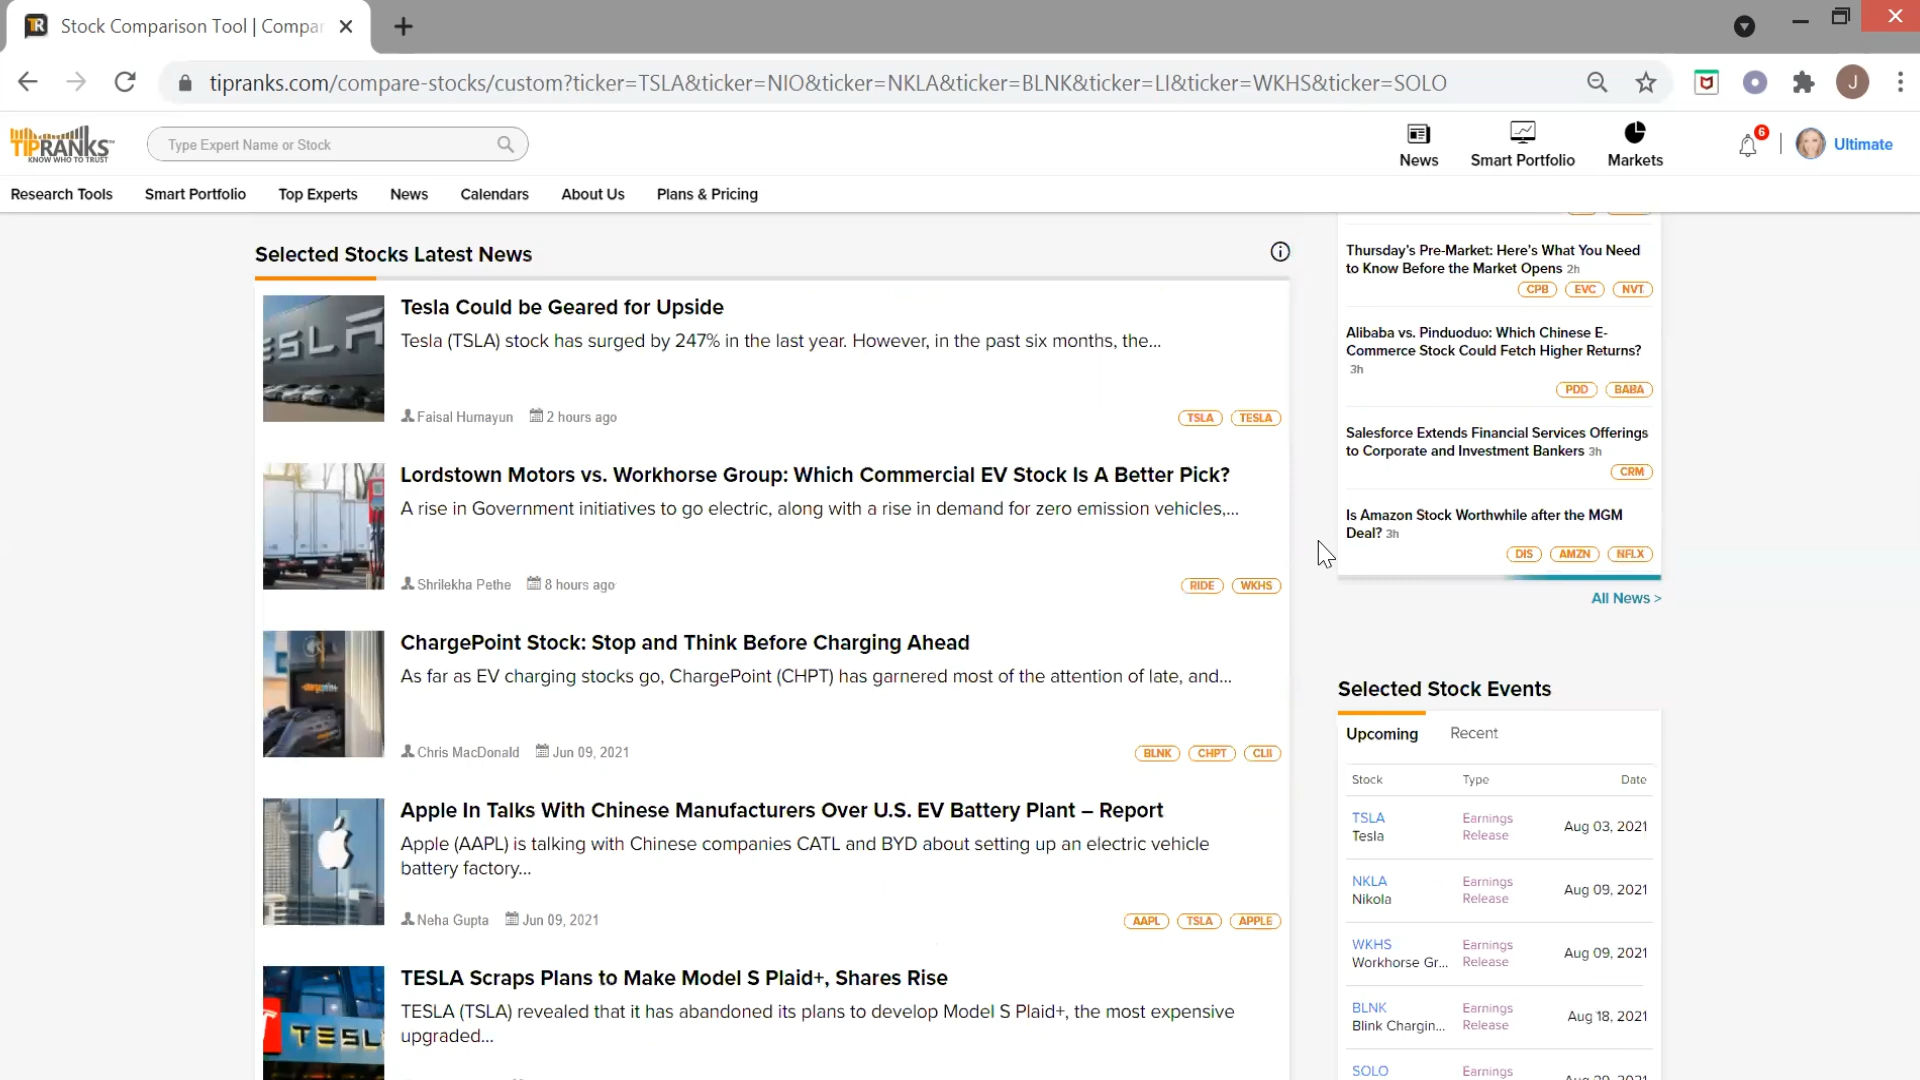 Stock Comparison Tool | Compar
tipranks.com/compare-stocks/custom?ticker=TSLA&ticker=NIO&ticker=NKLA&ticker=BLNK&ticker=LI&ticker=WKHS&ticker=SOLO
J
TIPRANKS
KNOW WHO TO TRUST
Type Expert Name or Stock
News
Smart Portfolio
Markets
6
Ultimate
Research Tools
Smart Portfolio
Top Experts
News
Calendars
About Us
Plans & Pricing
Selected Stocks Latest News
Tesla Could be Geared for Upside
Tesla (TSLA) stock has surged by 247% in the last year. However, in the past six months, the...
Faisal Humayun 2 hours ago
TSLA TESLA
Lordstown Motors vs. Workhorse Group: Which Commercial EV Stock Is A Better Pick?
A rise in Government initiatives to go electric, along with a rise in demand for zero emission vehicles,...
Shrilekha Pethe 8 hours ago
RIDE WKHS
ChargePoint Stock: Stop and Think Before Charging Ahead
As far as EV charging stocks go, ChargePoint (CHPT) has garnered most of the attention of late, and...
Chris MacDonald Jun 09, 2021
BLNK CHPT CLII
Apple In Talks With Chinese Manufacturers Over U.S. EV Battery Plant – Report
Apple (AAPL) is talking with Chinese companies CATL and BYD about setting up an electric vehicle
battery factory...
Neha Gupta Jun 09, 2021
AAPL TSLA APPLE
TESLA Scraps Plans to Make Model S Plaid+, Shares Rise
TESLA (TSLA) revealed that it has abandoned its plans to develop Model S Plaid+, the most expensive
upgraded...
Thursday's Pre-Market: Here's What You Need
to Know Before the Market Opens 2h
CPB EVC NVT
Alibaba vs. Pinduoduo: Which Chinese E-
Commerce Stock Could Fetch Higher Returns?
3h
PDD BABA
Salesforce Extends Financial Services Offerings
to Corporate and Investment Bankers 3h
CRM
Is Amazon Stock Worthwhile after the MGM
Deal? 3h
DIS AMZN NFLX
All News >
Selected Stock Events
Upcoming Recent
Stock Type Date
TSLA
Tesla
Earnings
Release
Aug 03, 2021
NKLA
Nikola
Earnings
Release
Aug 09, 2021
WKHS
Workhorse Gr...
Earnings
Release
Aug 09, 2021
BLNK
Blink Chargin...
Earnings
Release
Aug 18, 2021
SOLO
Earnings